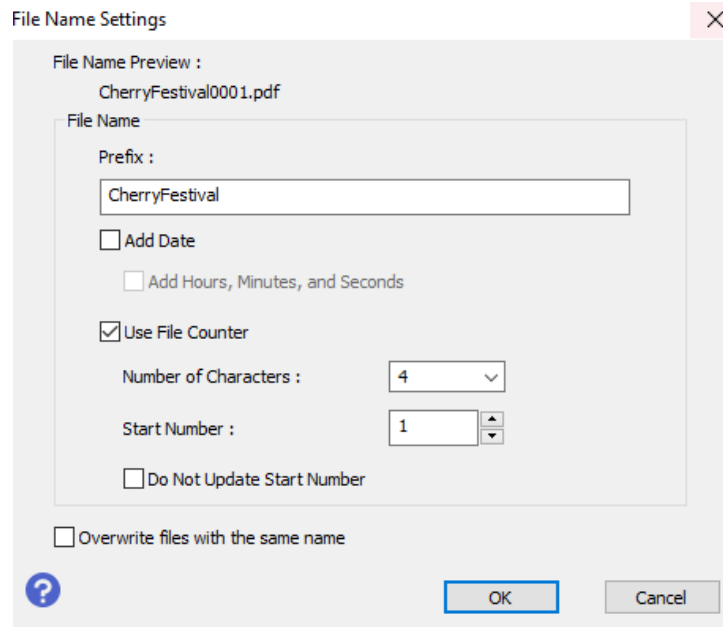 File Name Settings
File Name Preview :
CherryFestival0001.pdf
File Name
Prefix :
CherryFestival
Add Date
Add Hours, Minutes, and Seconds
Use File Counter
Number of Characters : 4
Start Number : 1
Do Not Update Start Number
Overwrite files with the same name
? OK Cancel